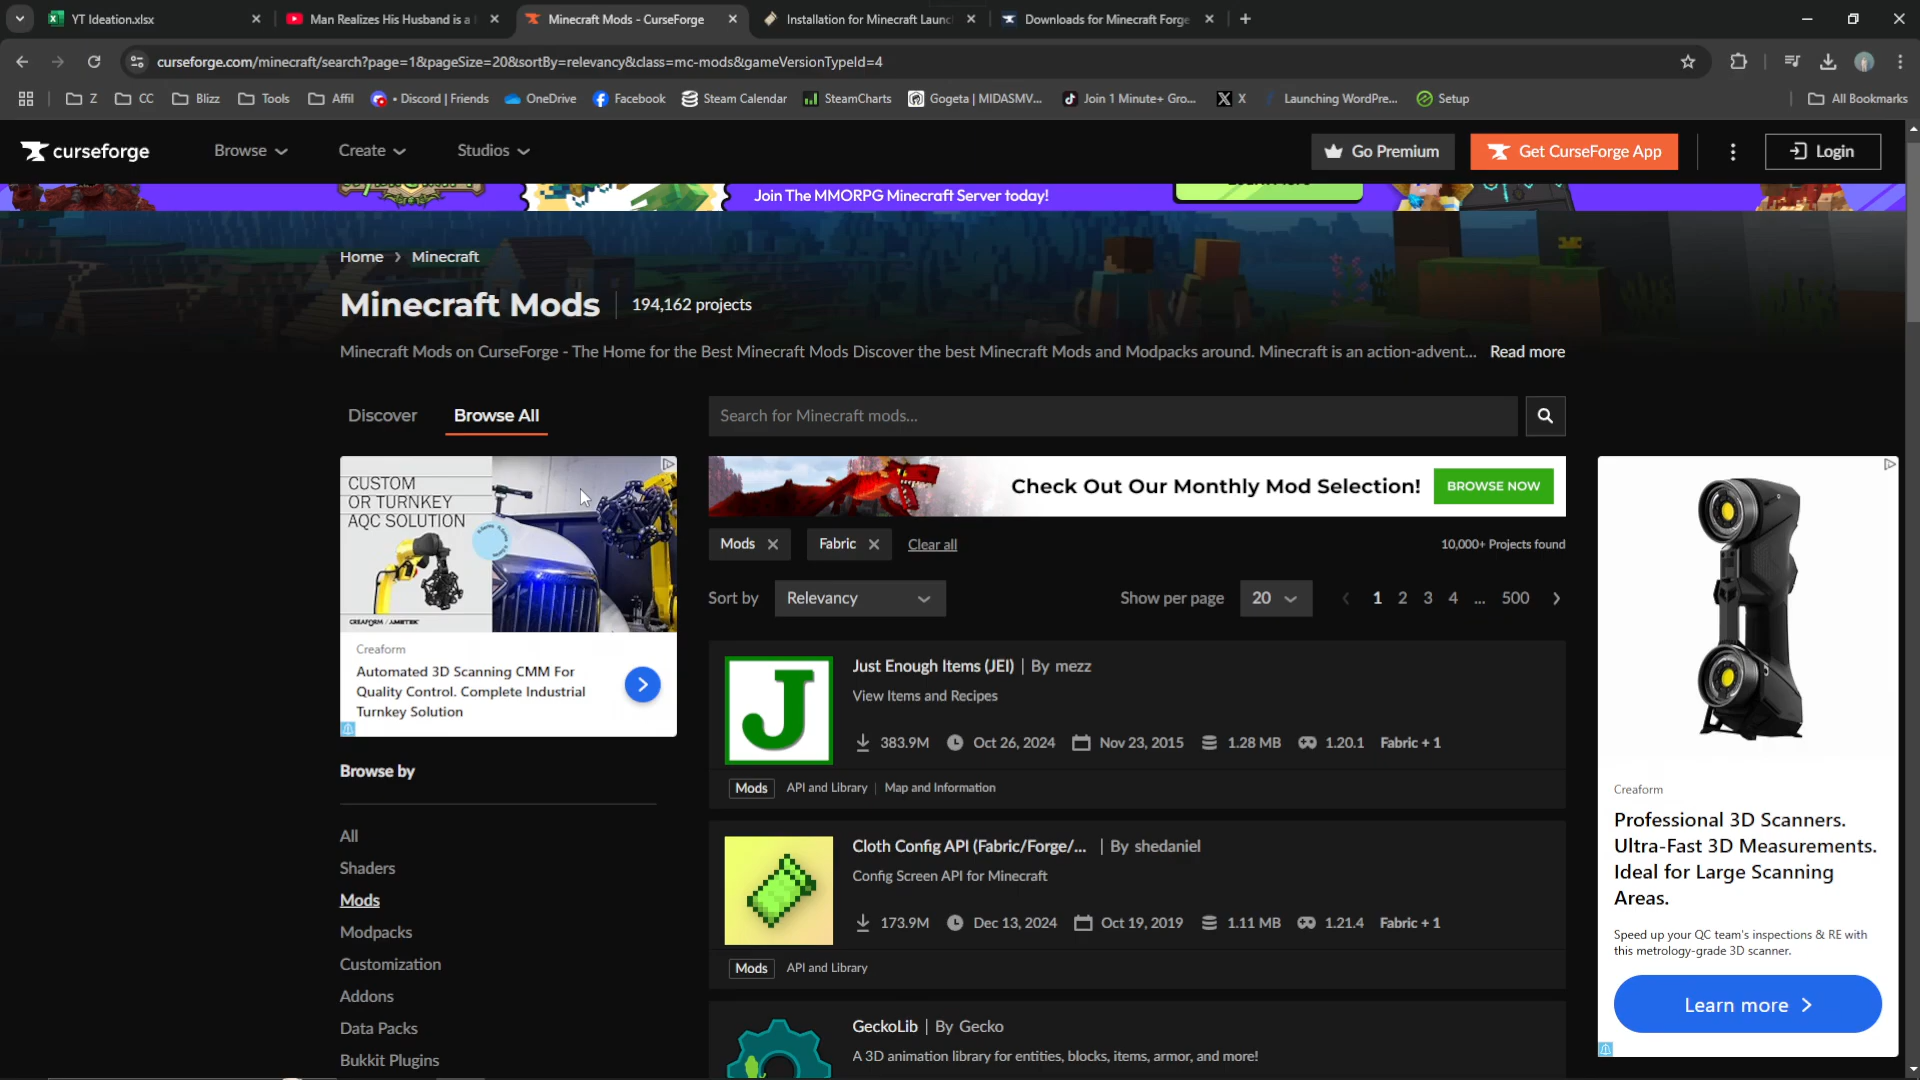 YT Ideation.xlsx
Man Realizes His Husband is a
Minecraft Mods - CurseForge
Installation for Minecraft Launc
Downloads for Minecraft Forge
curseforge.com/minecraft/search?page=1&pageSize=20&sortBy=relevancy&class=mc-mods&gameVersionTypeId=4
Z
CC
Blizz
Tools
Affil
• Discord | Friends
OneDrive
Facebook
Steam Calendar
SteamCharts
Gogeta | MIDASMV...
Join 1 Minute+ Gro...
X
Launching WordPre...
Setup
All Bookmarks
curseforge
Browse
Create
Studios
Go Premium
Get CurseForge App
Login
Join The MMORPG Minecraft Server today!
Home > Minecraft
Minecraft Mods
194,162 projects
Minecraft Mods on CurseForge - The Home for the Best Minecraft Mods Discover the best Minecraft Mods and Modpacks around. Minecraft is an action-advent... Read more
Discover
Browse All
Search for Minecraft mods...
CUSTOM
OR TURNKEY
AQC SOLUTION
CREAFORM / AMETEK
Creaform
Automated 3D Scanning CMM For
Quality Control. Complete Industrial
Turnkey Solution
Check Out Our Monthly Mod Selection!
BROWSE NOW
Mods
Fabric
Clear all
10,000+ Projects found
Sort by
Relevancy
Show per page
20
1 2 3 4 ... 500
J
Just Enough Items (JEI) | By mezz
View Items and Recipes
383.9M Oct 26, 2024 Nov 23, 2015 1.28 MB 1.20.1 Fabric + 1
Mods API and Library | Map and Information
Cloth Config API (Fabric/Forge/... | By shedaniel
Config Screen API for Minecraft
173.9M Dec 13, 2024 Oct 19, 2019 1.11 MB 1.21.4 Fabric + 1
Mods API and Library
GeckoLib | By Gecko
A 3D animation library for entities, blocks, items, armor, and more!
Browse by
All
Shaders
Mods
Modpacks
Customization
Addons
Data Packs
Bukkit Plugins
Creaform
Professional 3D Scanners.
Ultra-Fast 3D Measurements.
Ideal for Large Scanning
Areas.
Speed up your QC team's inspections & RE with
this metrology-grade 3D scanner.
Learn more >